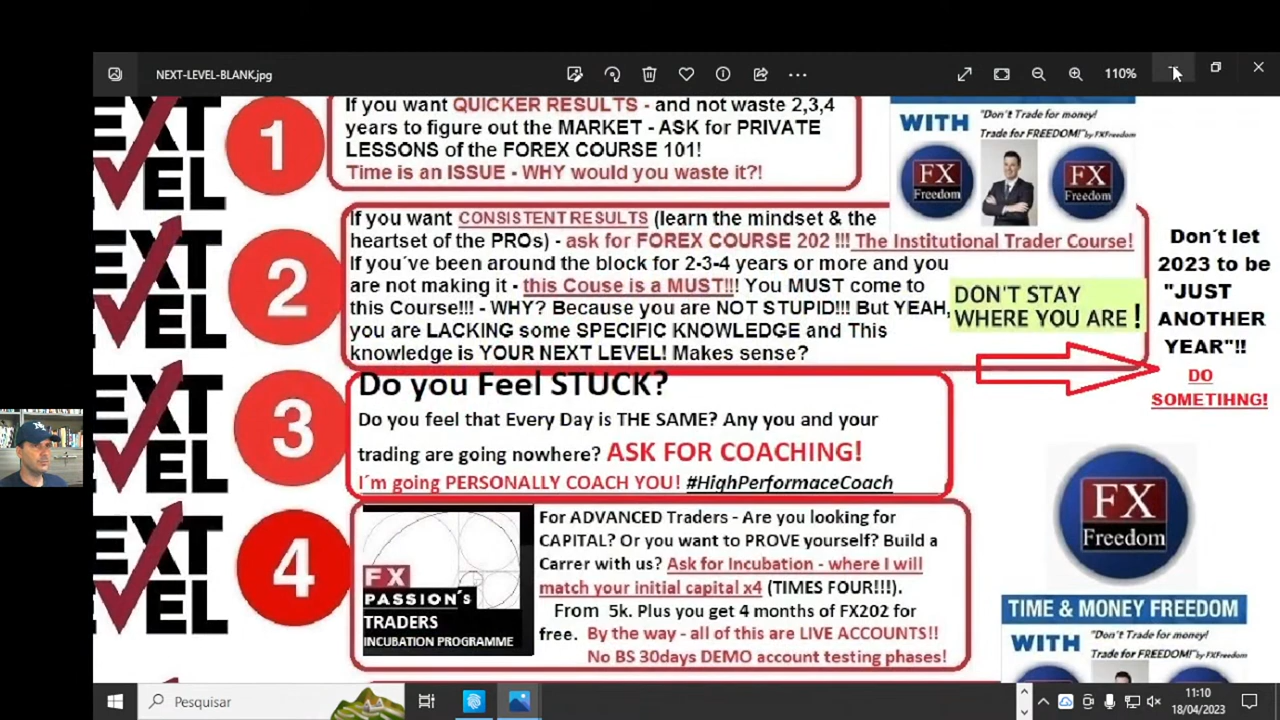 NEXT-LEVEL-BLANK.jpg
110%
EXT
VEL
1
If you want QUICKER RESULTS - and not waste 2,3,4
years to figure out the MARKET - ASK for PRIVATE
LESSONS of the FOREX COURSE 101!
Time is an ISSUE - WHY would you waste it?!
WITH
"Don't Trade for money!
Trade for FREEDOM!" by FXFreedom
FX
Freedom
FX
Freedom
EXT
VEL
2
If you want CONSISTENT RESULTS (learn the mindset & the
heartset of the PROs) - ask for FOREX COURSE 202 !!! The Institutional Trader Course!
If you´ve been around the block for 2-3-4 years or more and you
are not making it - this Couse is a MUST!!! You MUST come to
this Course!!! - WHY? Because you are NOT STUPID!!! But YEAH,
you are LACKING some SPECIFIC KNOWLEDGE and This
knowledge is YOUR NEXT LEVEL! Makes sense?
DON'T STAY
WHERE YOU ARE!
Don´t let
2023 to be
"JUST
ANOTHER
YEAR"!!
DO
SOMETIHNG!
EXT
VEL
3
Do you Feel STUCK?
Do you feel that Every Day is THE SAME? Any you and your
trading are going nowhere? ASK FOR COACHING!
I´m going PERSONALLY COACH YOU! #HighPerformaceCoach
FX
Freedom
EXT
VEL
4
FX
PASSION´s
TRADERS
INCUBATION PROGRAMME
For ADVANCED Traders - Are you looking for
CAPITAL? Or you want to PROVE yourself? Build a
Carrer with us? Ask for Incubation - where I will
match your initial capital x4 (TIMES FOUR!!!).
From 5k. Plus you get 4 months of FX202 for
free. By the way - all of this are LIVE ACCOUNTS!!
No BS 30days DEMO account testing phases!
TIME & MONEY FREEDOM
WITH
"Don't Trade for money!
Trade for FREEDOM!" by FXFreedom
Pesquisar
11:10
18/04/2023